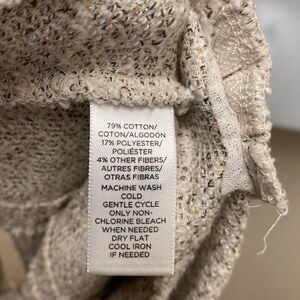 79% COTTON/
COTON/ALGODÓN
17% POLYESTER/
POLIÉSTER
4% OTHER FIBERS/
AUTRES FIBRES/
OTRAS FIBRAS
MACHINE WASH
COLD
GENTLE CYCLE
ONLY NON-
CHLORINE BLEACH
WHEN NEEDED
DRY FLAT
COOL IRON
IF NEEDED